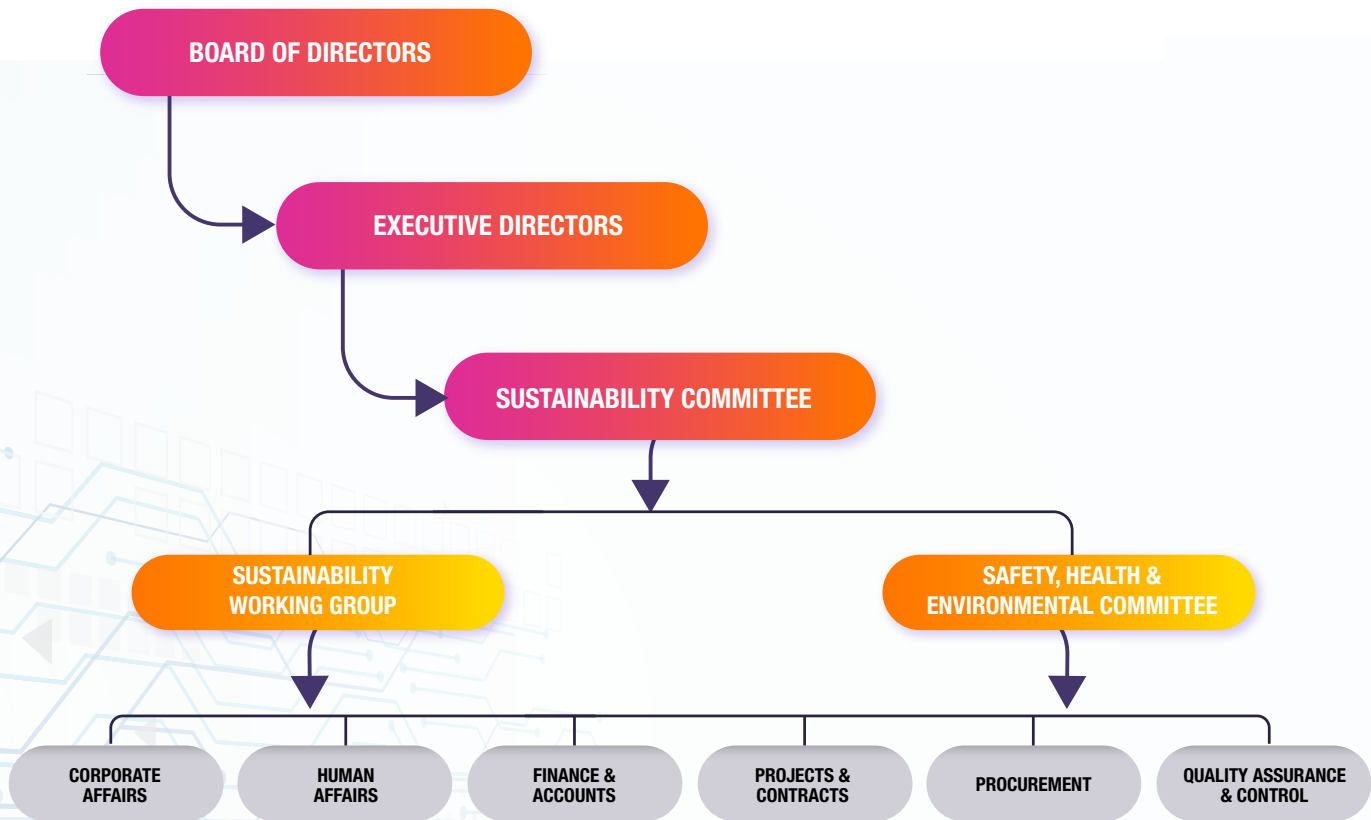 BOARD OF DIRECTORS
EXECUTIVE DIRECTORS
SUSTAINABILITY COMMITTEE
SUSTAINABILITY
WORKING GROUP
SAFETY, HEALTH &
ENVIRONMENTAL COMMITTEE
CORPORATE
AFFAIRS
HUMAN
AFFAIRS
FINANCE &
ACCOUNTS
PROJECTS &
CONTRACTS
PROCUREMENT
QUALITY ASSURANCE
& CONTROL